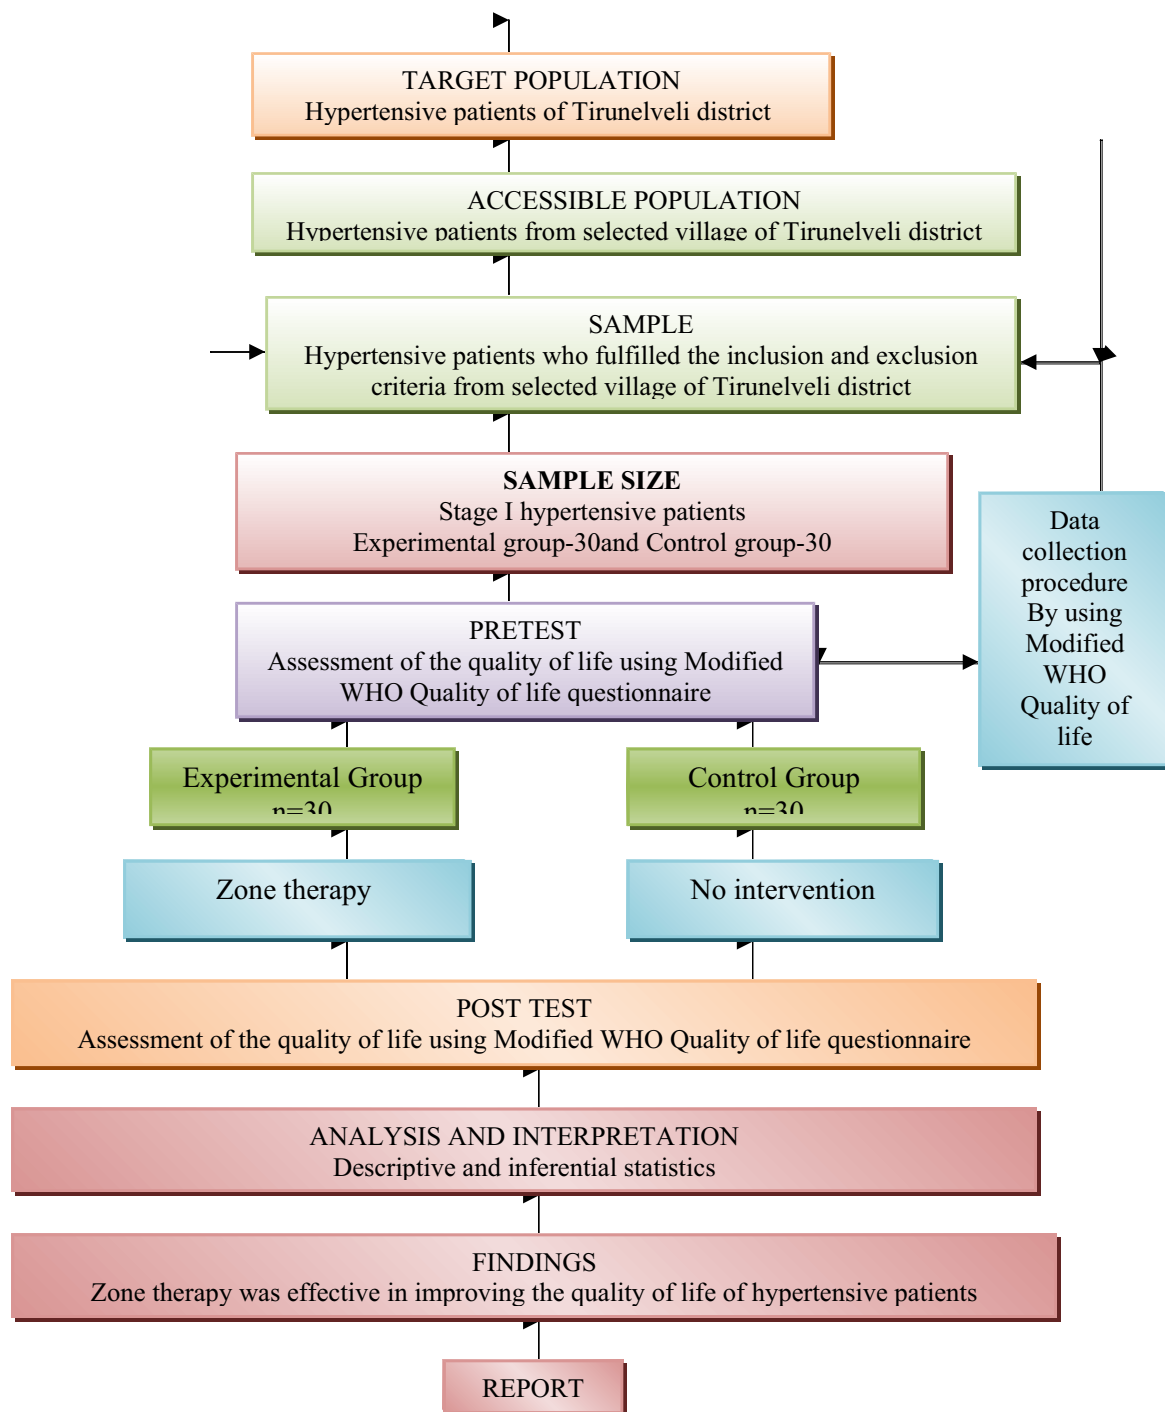 TARGET POPULATION
Hypertensive patients of Tirunelveli district
ACCESSIBLE POPULATION
Hypertensive patients from selected village of Tirunelveli district
SAMPLE
Hypertensive patients who fulfilled the inclusion and exclusion
criteria from selected village of Tirunelveli district
SAMPLE SIZE
Stage I hypertensive patients
Experimental group-30and Control group-30
PRETEST
Assessment of the quality of life using Modified
WHO Quality of life questionnaire
Data
collection
procedure
By using
Modified
WHO
Quality of
life
Experimental Group
n=30
Control Group
n=30
Zone therapy
No intervention
POST TEST
Assessment of the quality of life using Modified WHO Quality of life questionnaire
ANALYSIS AND INTERPRETATION
Descriptive and inferential statistics
FINDINGS
Zone therapy was effective in improving the quality of life of hypertensive patients
REPORT